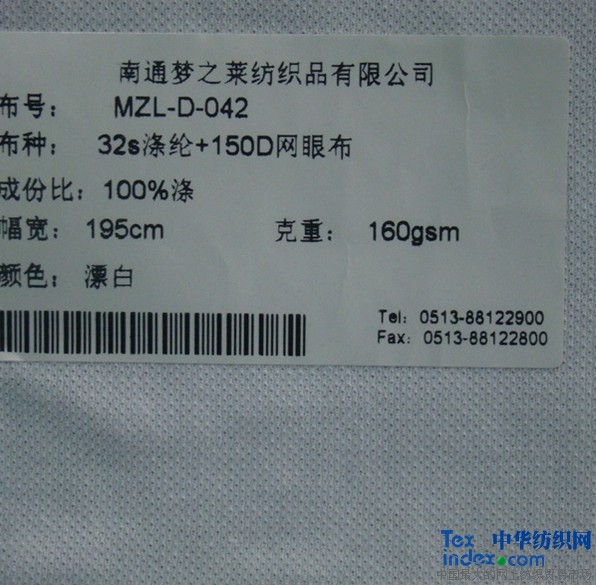 南通梦之莱纺织品有限公司
布号： MZL-D-042
布种： 32s涤纶+150D网眼布
成份比：100%涤
幅宽： 195cm 克重： 160gsm
颜色： 漂白
Tel: 0513-88122900
Fax: 0513-88122800
Tex 中华纺织网
index.com